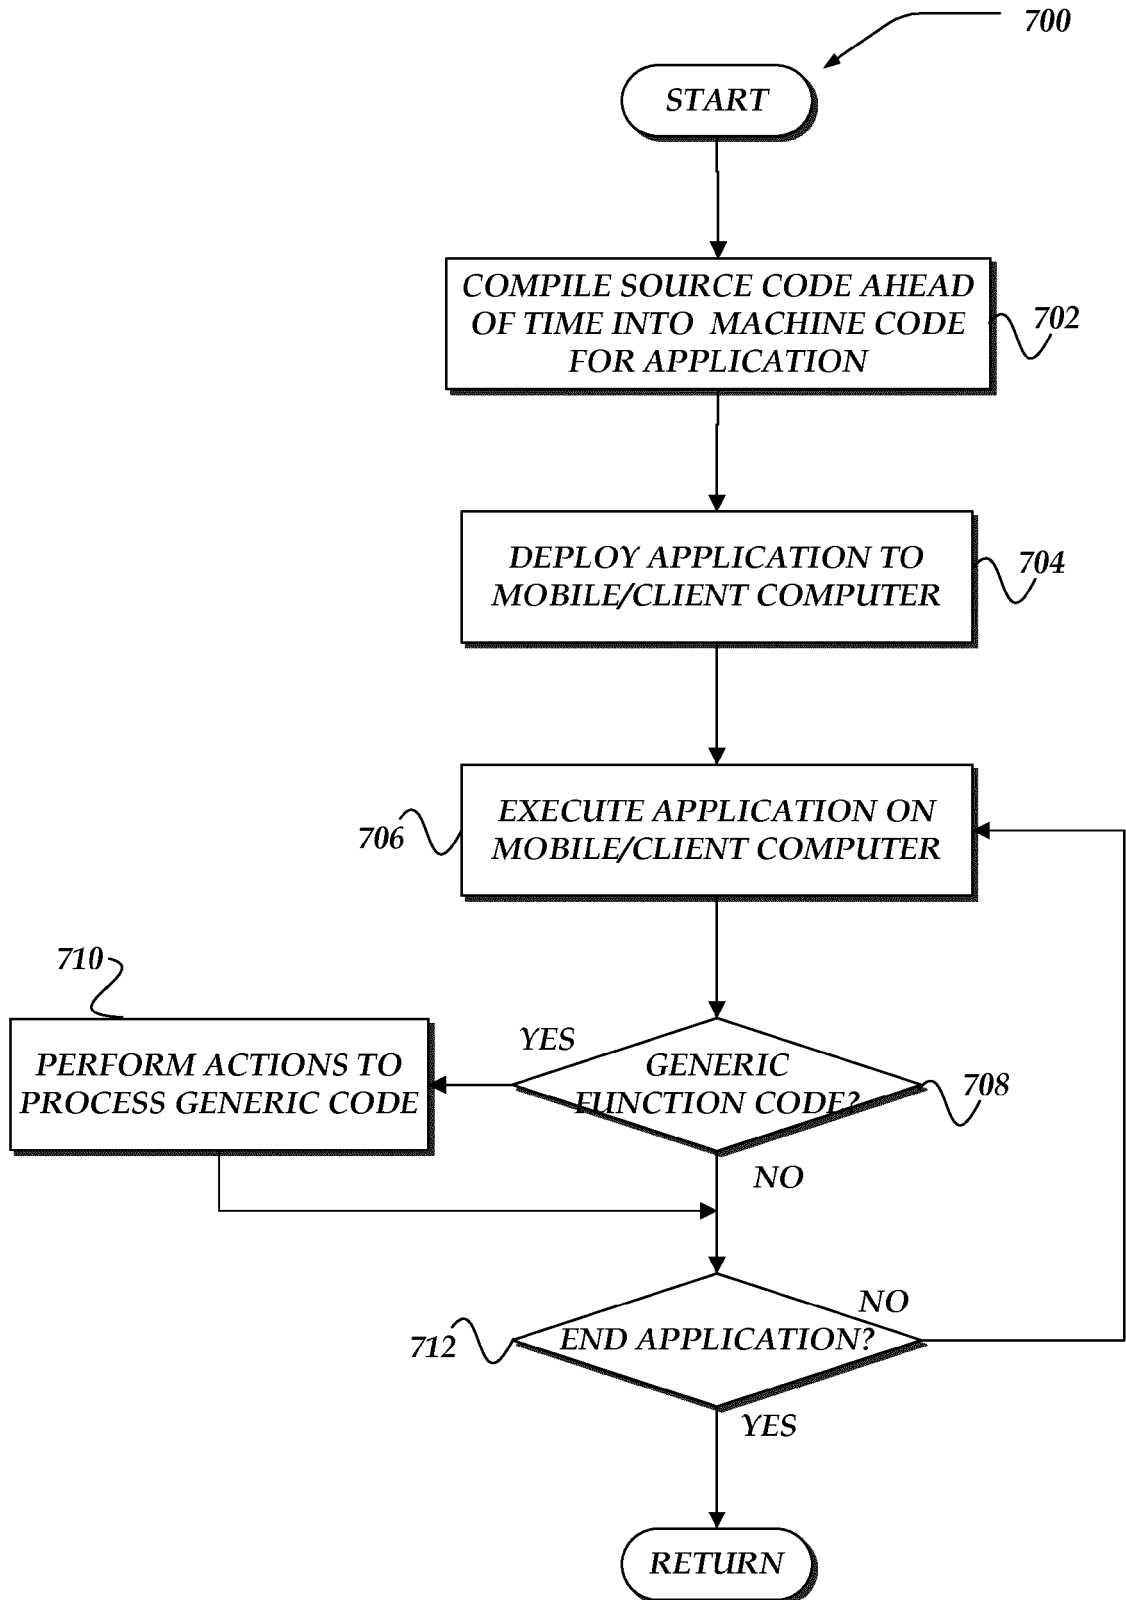 700
START
COMPILE SOURCE CODE AHEAD
OF TIME INTO MACHINE CODE
FOR APPLICATION
702
DEPLOY APPLICATION TO
MOBILE/CLIENT COMPUTER
704
EXECUTE APPLICATION ON
MOBILE/CLIENT COMPUTER
706
710
PERFORM ACTIONS TO
PROCESS GENERIC CODE
YES
GENERIC
FUNCTION CODE?
708
NO
NO
END APPLICATION?
712
YES
RETURN